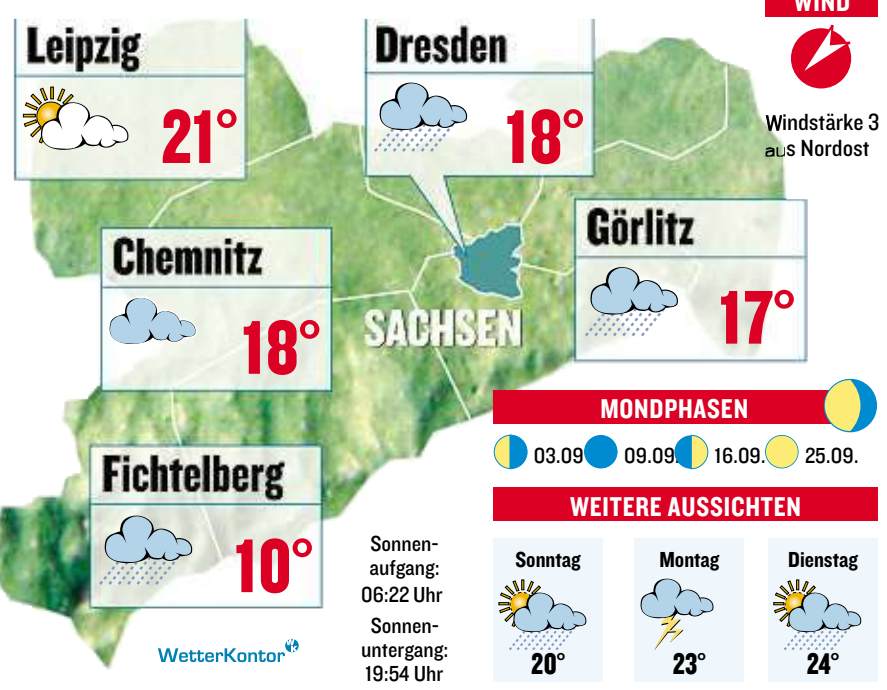 WIND
Leipzig
21°
Dresden
18°
Windstärke 3
aus Nordost
Görlitz
17°
Chemnitz
18°
SACHSEN
MONDPHASEN
03.09 09.09. 16.09. 25.09.
Fichtelberg
10°
WEITERE AUSSICHTEN
Sonnen-
aufgang:
06:22 Uhr
Sonnen-
untergang:
19:54 Uhr
Sonntag Montag Dienstag
20° 23° 24°
WetterKontor